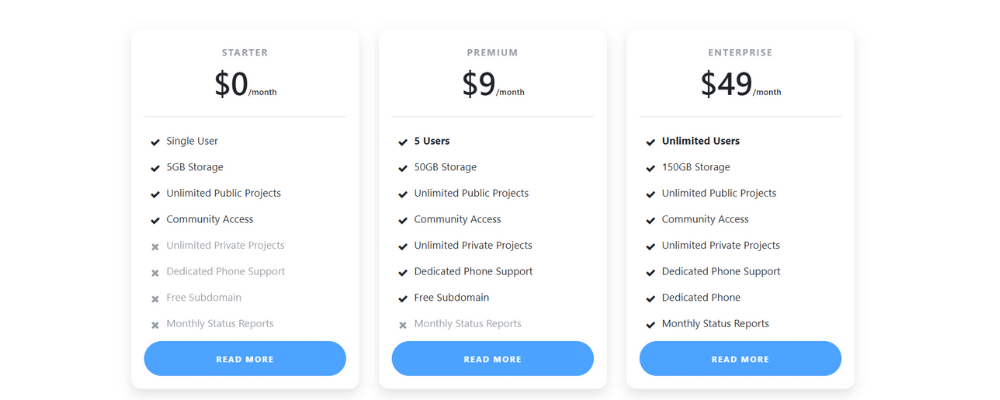 STARTER
$0/month
Single User
5GB Storage
Unlimited Public Projects
Community Access
Unlimited Private Projects
Dedicated Phone Support
Free Subdomain
Monthly Status Reports
READ MORE
PREMIUM
$9/month
5 Users
50GB Storage
Unlimited Public Projects
Community Access
Unlimited Private Projects
Dedicated Phone Support
Free Subdomain
Monthly Status Reports
READ MORE
ENTERPRISE
$49/month
Unlimited Users
150GB Storage
Unlimited Public Projects
Community Access
Unlimited Private Projects
Dedicated Phone Support
Dedicated Phone
Monthly Status Reports
READ MORE